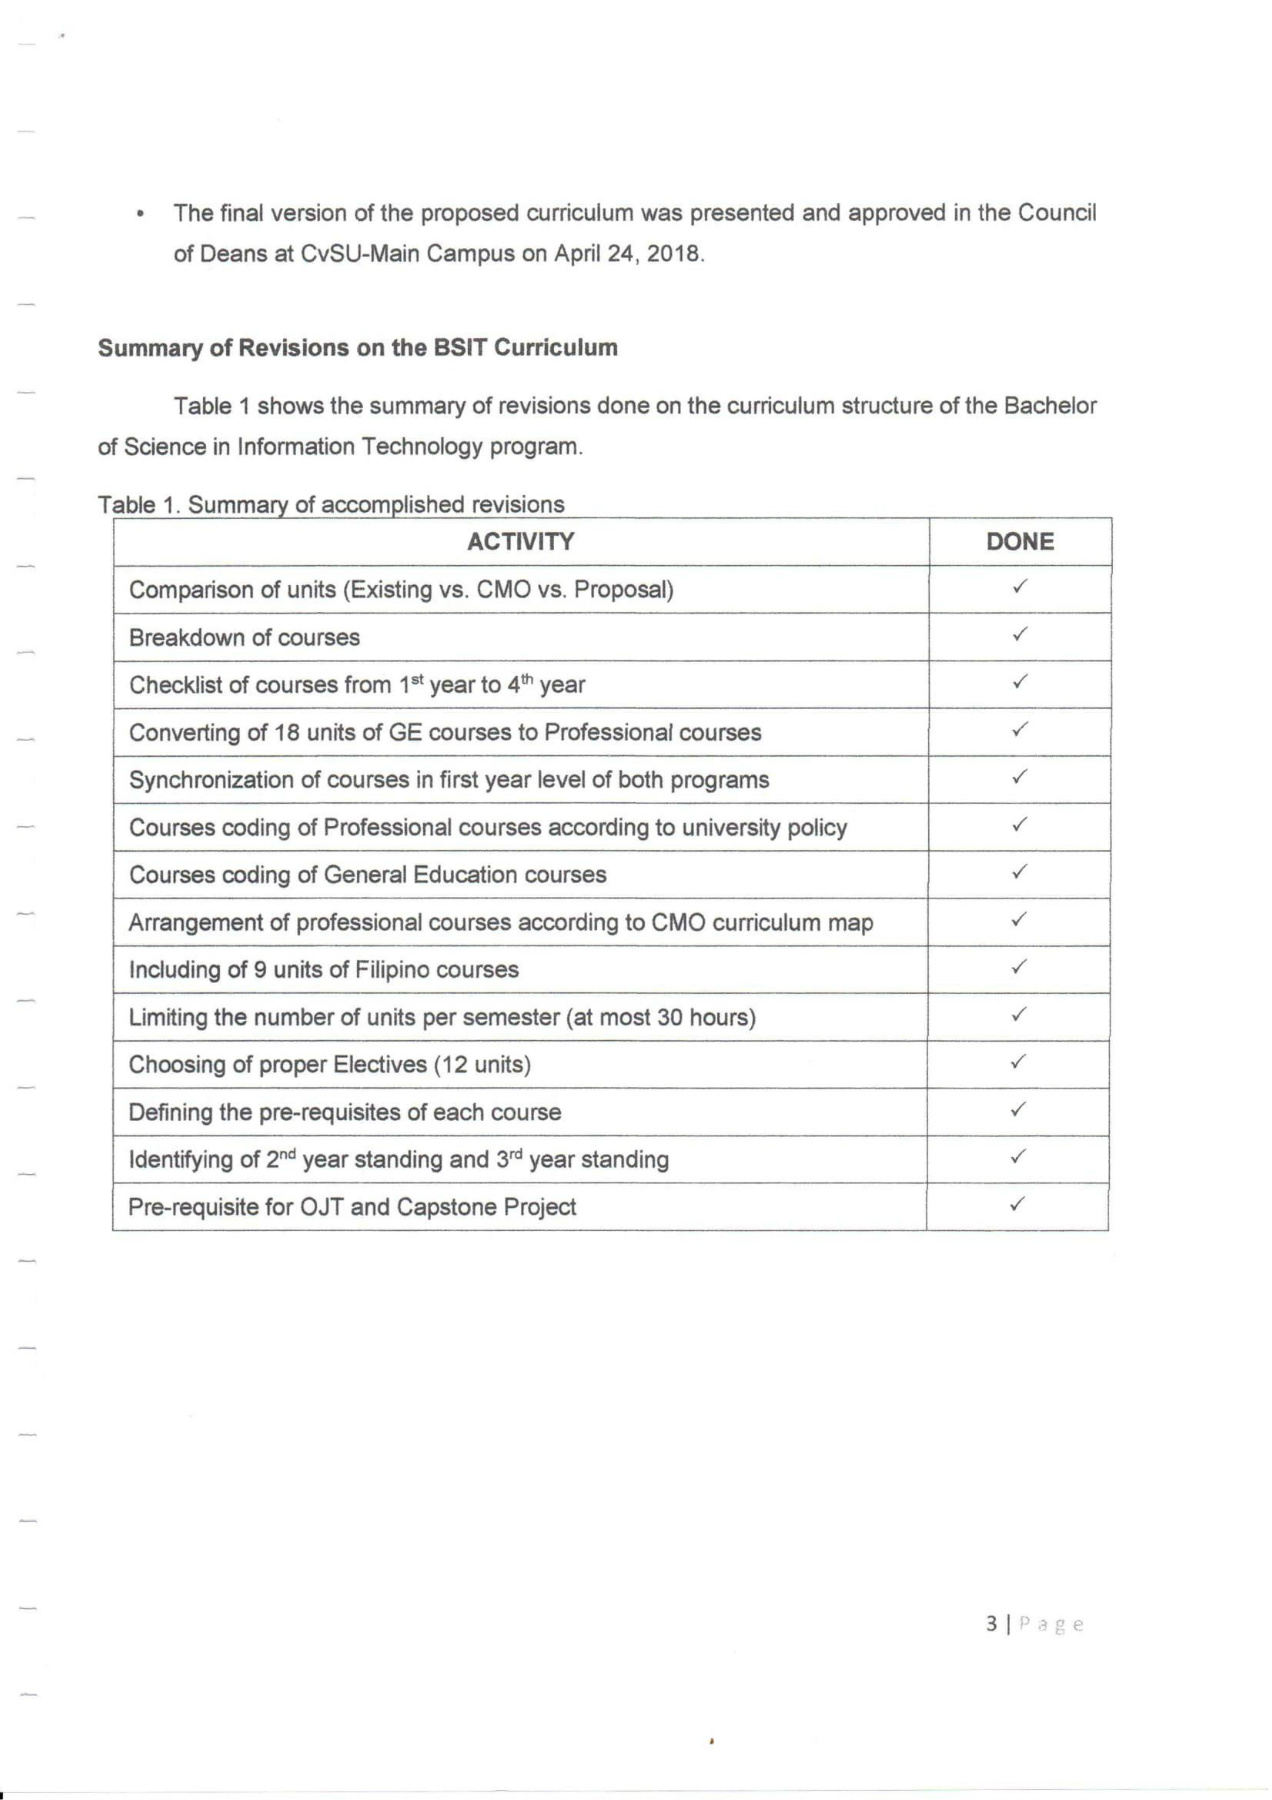 • The final version of the proposed curriculum was presented and approved in the Council
of Deans at CvSU-Main Campus on April 24, 2018.
Summary of Revisions on the BSIT Curriculum
Table 1 shows the summary of revisions done on the curriculum structure of the Bachelor
of Science in Information Technology program.
Table 1. Summary of accomplished revisions
ACTIVITY DONE
Comparison of units (Existing vs. CMO vs. Proposal) ✓
Breakdown of courses ✓
Checklist of courses from 1st year to 4th year ✓
Converting of 18 units of GE courses to Professional courses ✓
Synchronization of courses in first year level of both programs ✓
Courses coding of Professional courses according to university policy ✓
Courses coding of General Education courses ✓
Arrangement of professional courses according to CMO curriculum map ✓
Including of 9 units of Filipino courses ✓
Limiting the number of units per semester (at most 30 hours) ✓
Choosing of proper Electives (12 units) ✓
Defining the pre-requisites of each course ✓
Identifying of 2nd year standing and 3rd year standing ✓
Pre-requisite for OJT and Capstone Project ✓
3 | Page